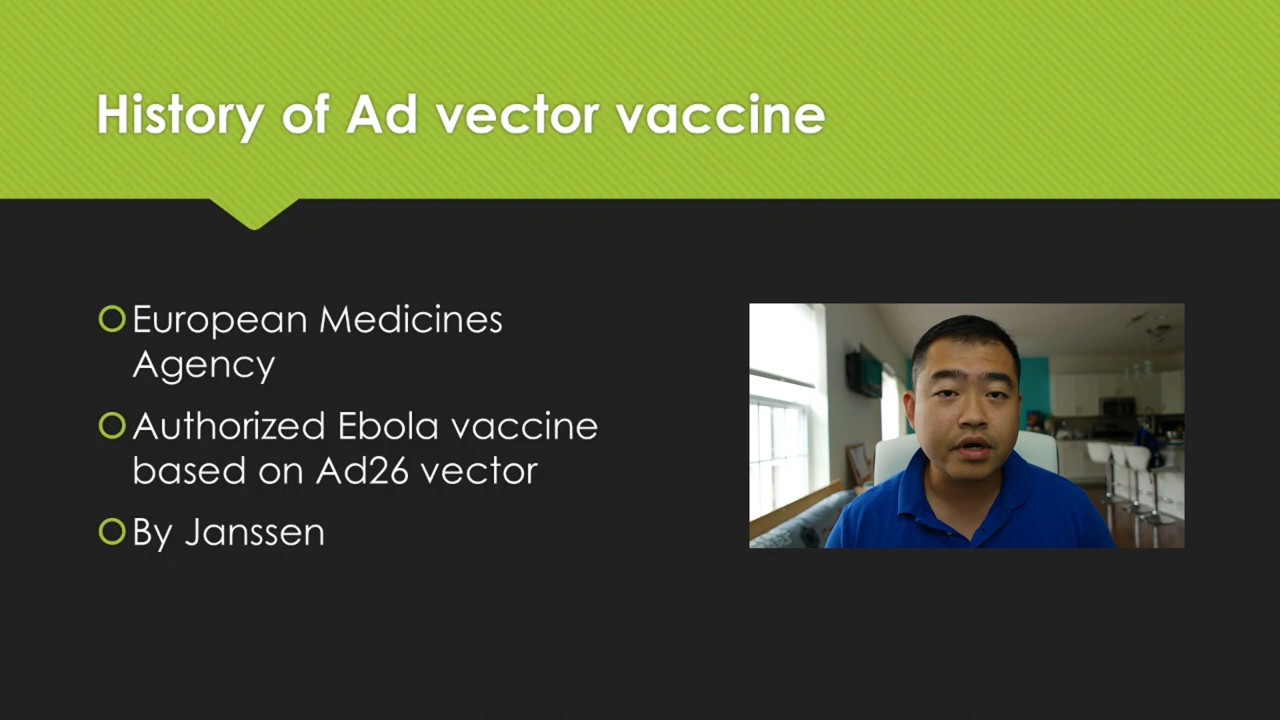 History of Ad vector vaccine
European Medicines
Agency
Authorized Ebola vaccine
based on Ad26 vector
By Janssen